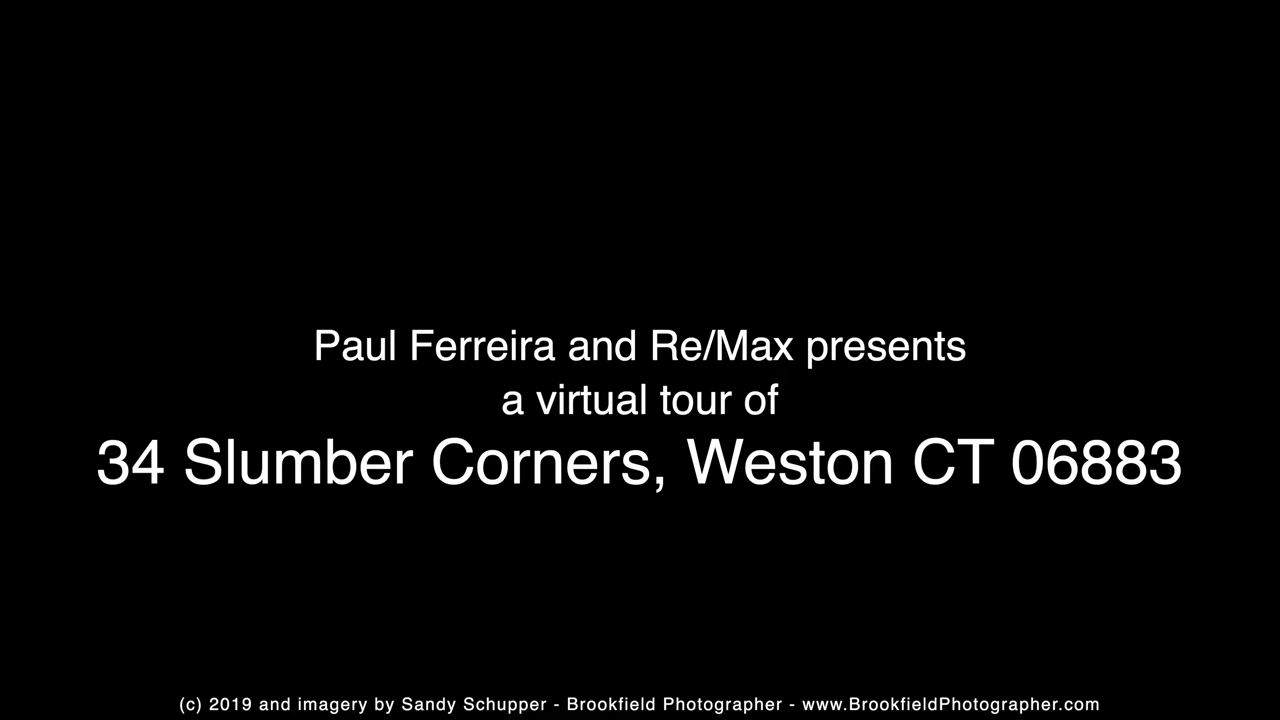 Paul Ferreira and Re/Max presents
a virtual tour of
34 Slumber Corners, Weston CT 06883
(c) 2019 and imagery by Sandy Schupper - Brookfield Photographer - www.BrookfieldPhotographer.com